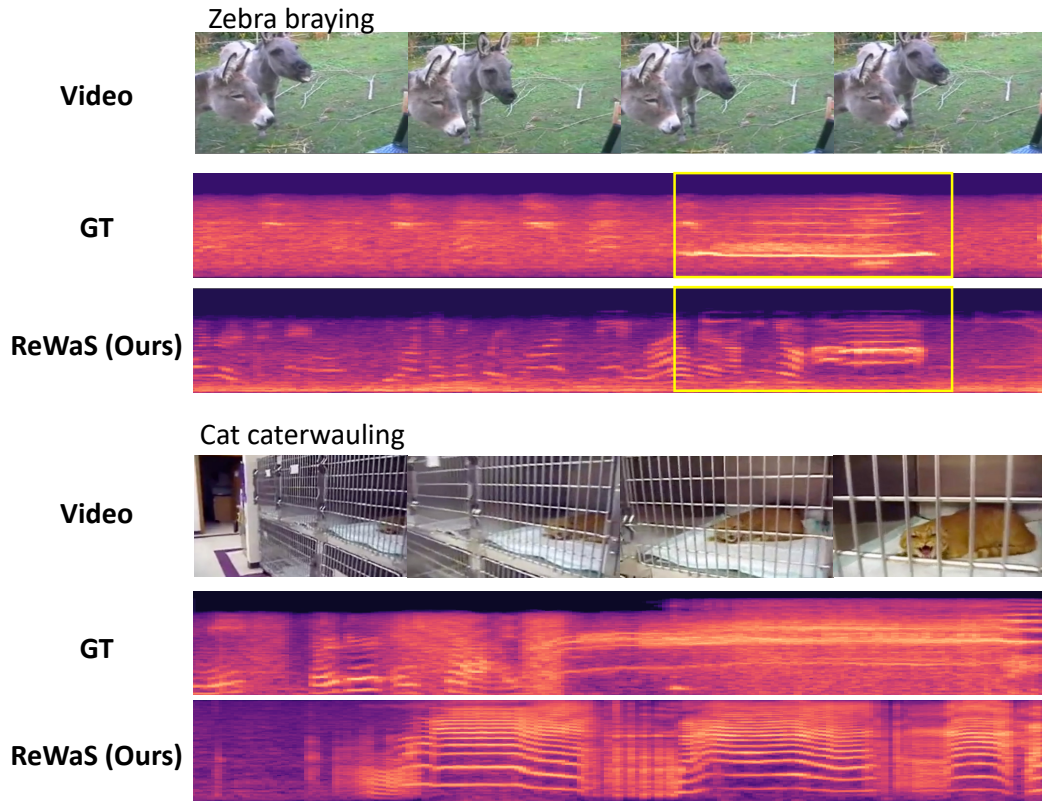 Zebra braying
Video
GT
ReWaS (Ours)
Cat caterwauling
Video
GT
ReWaS (Ours)